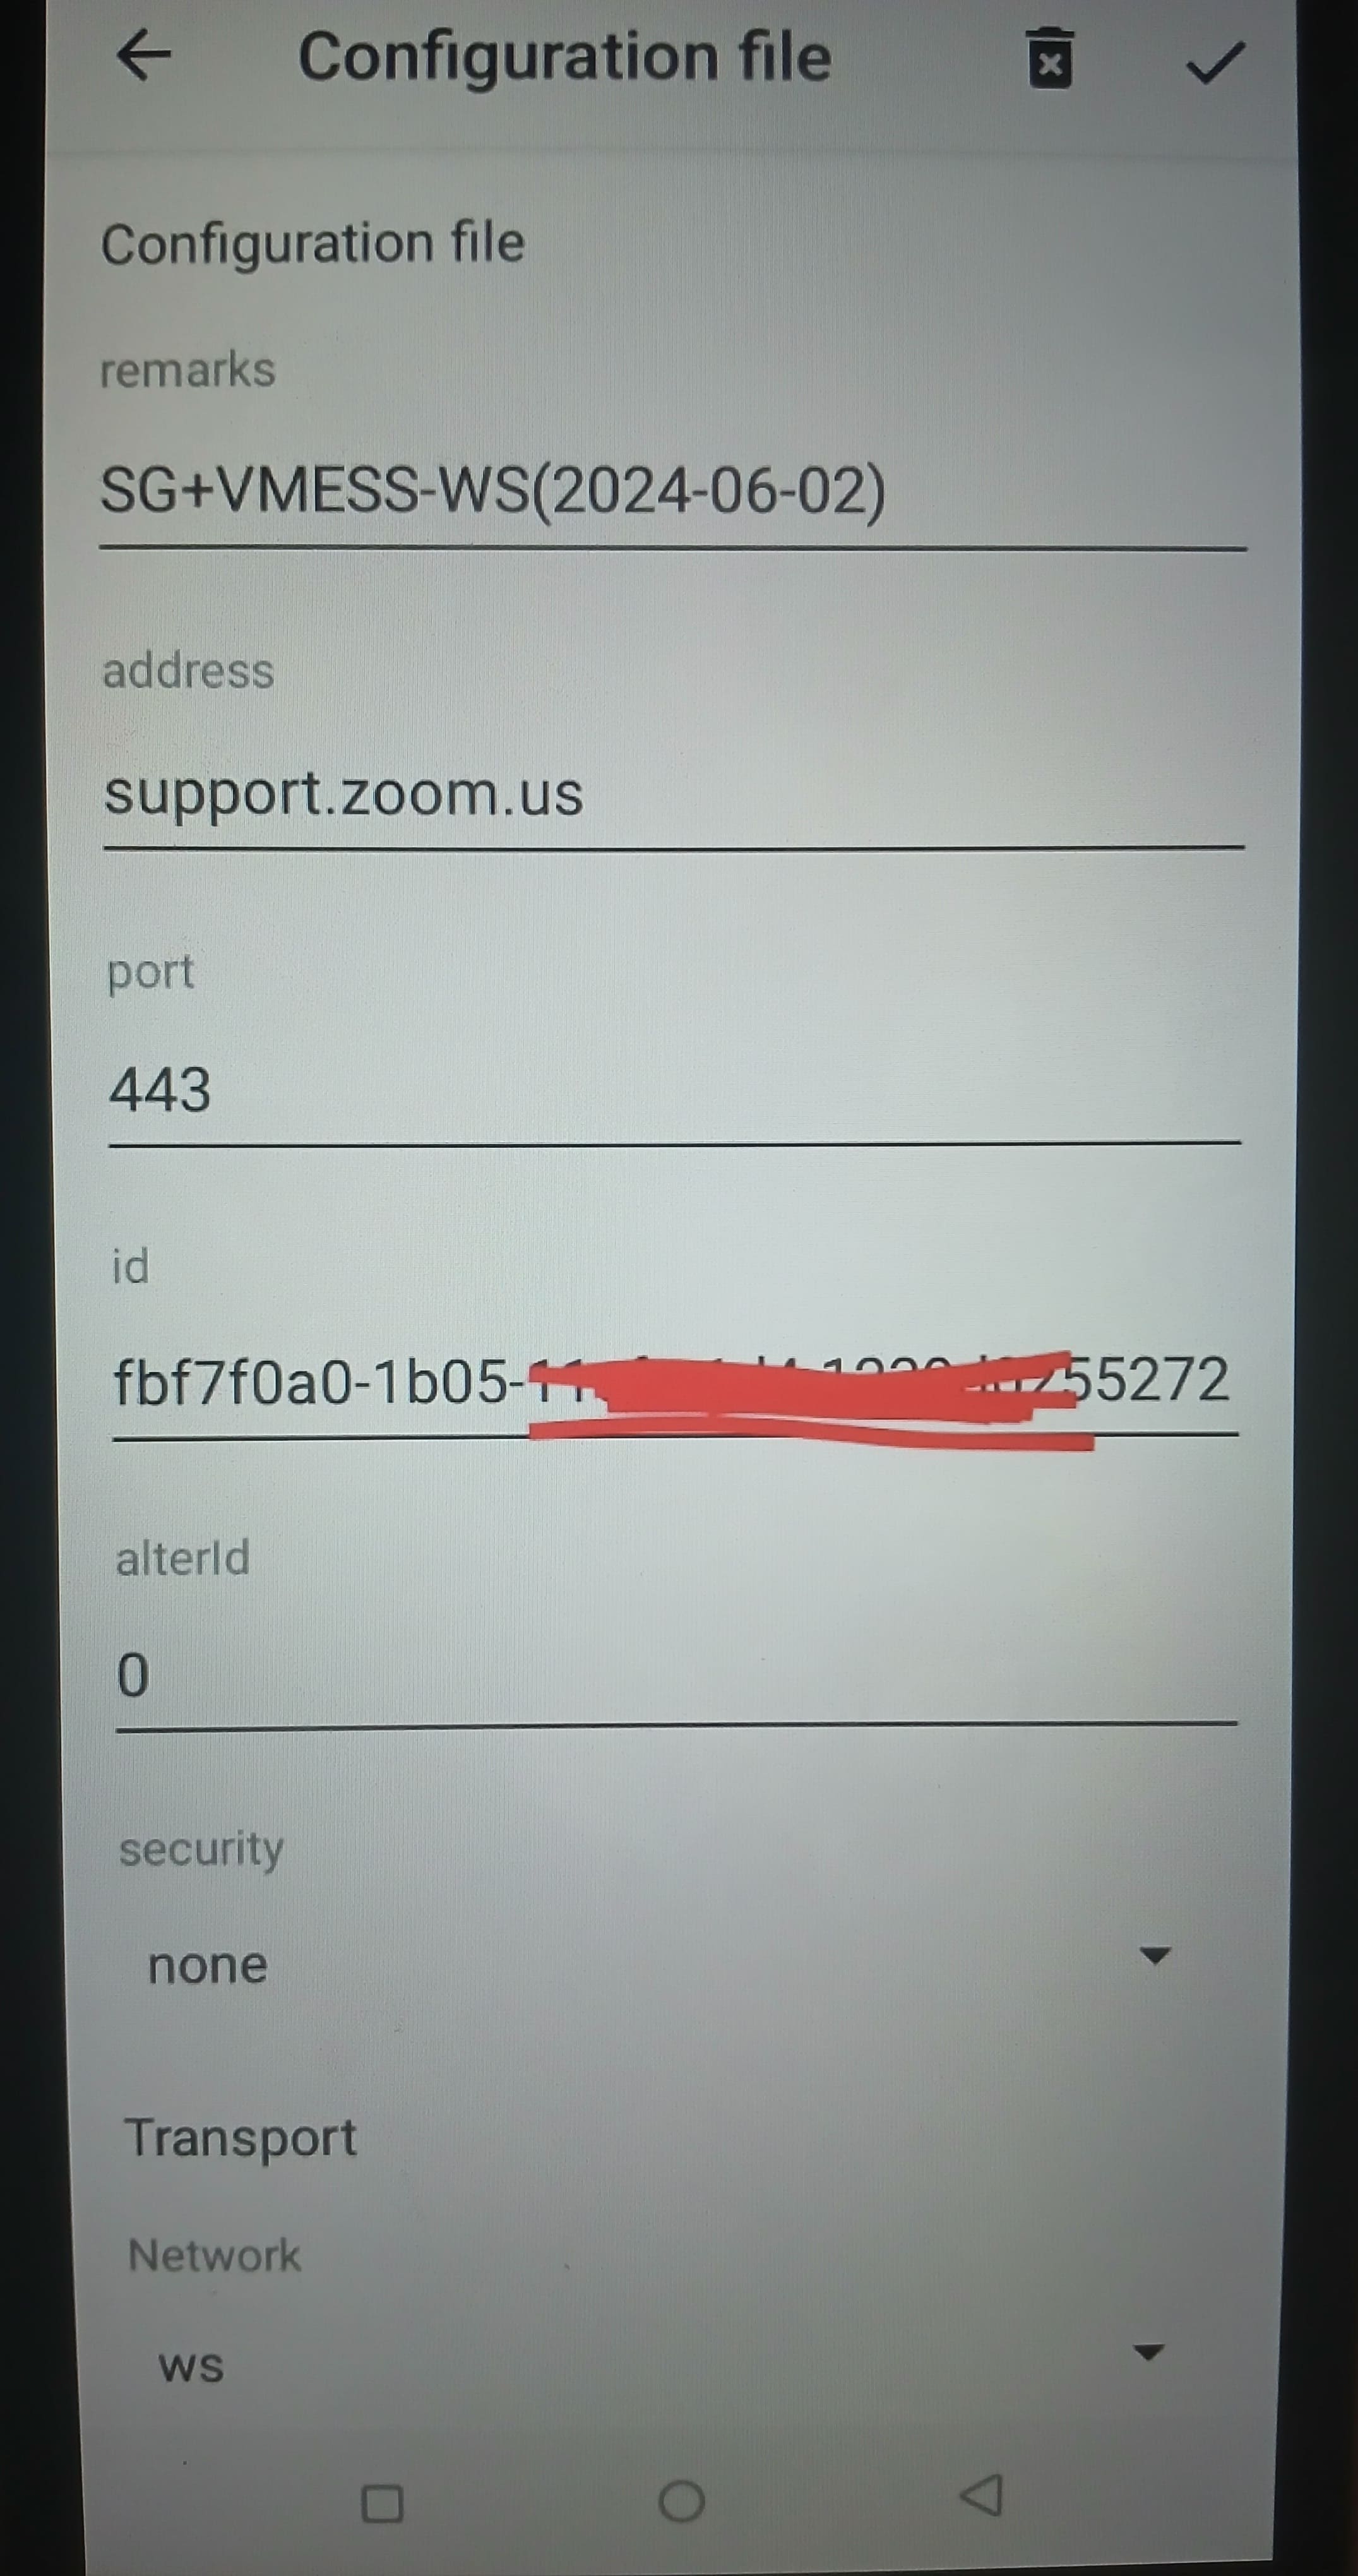 Configuration file
Configuration file
remarks
SG+VMESS-WS(2024-06-02)
address
support.zoom.us
port
443
id
fbf7f0a0-1b05- 55272
alterId
0
security
none
Transport
Network
ws